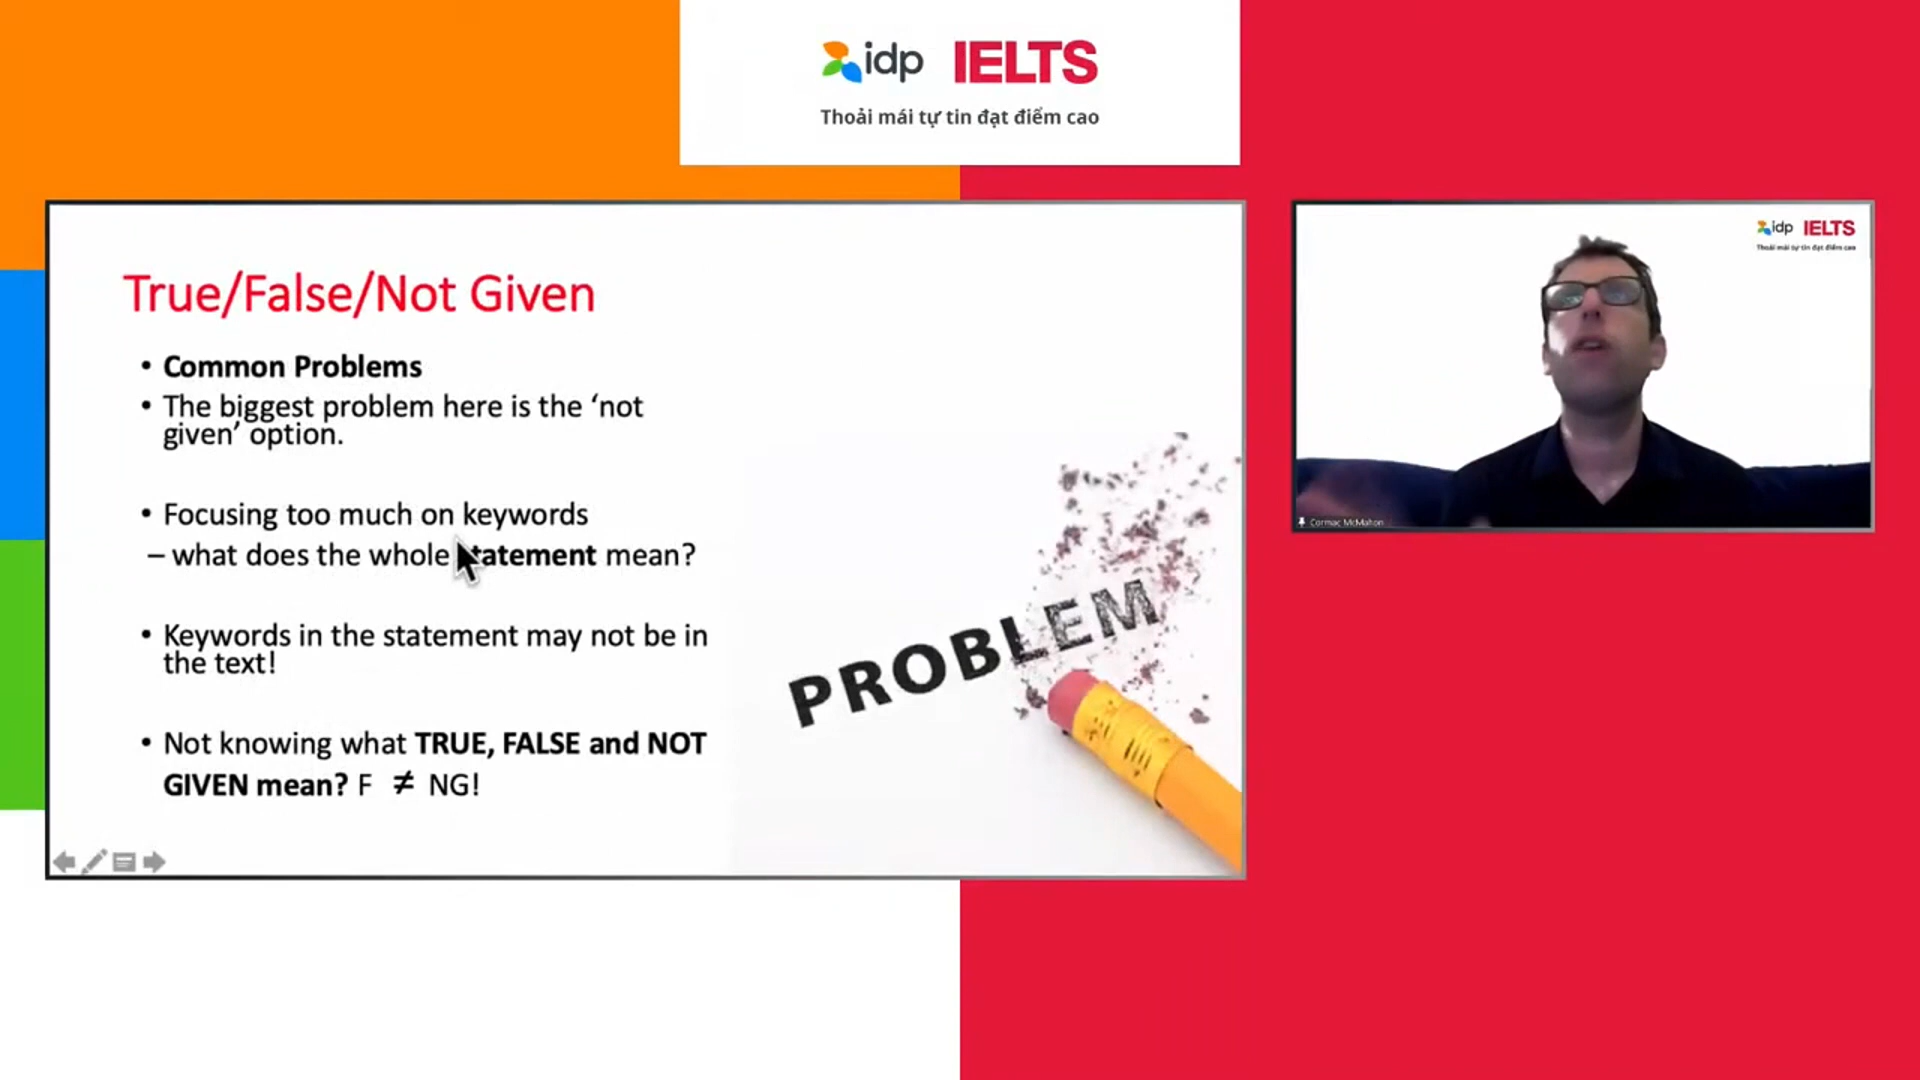 idp IELTS
Thoải mái tự tin đạt điểm cao
True/False/Not Given
• Common Problems
• The biggest problem here is the ‘not
given’ option.
• Focusing too much on keywords
– what does the whole statement mean?
• Keywords in the statement may not be in
the text!
• Not knowing what TRUE, FALSE and NOT
GIVEN mean? F ≠ NG!
PROBLEM
idp IELTS
Thoải mái tự tin đạt điểm cao
Cormac McMahon